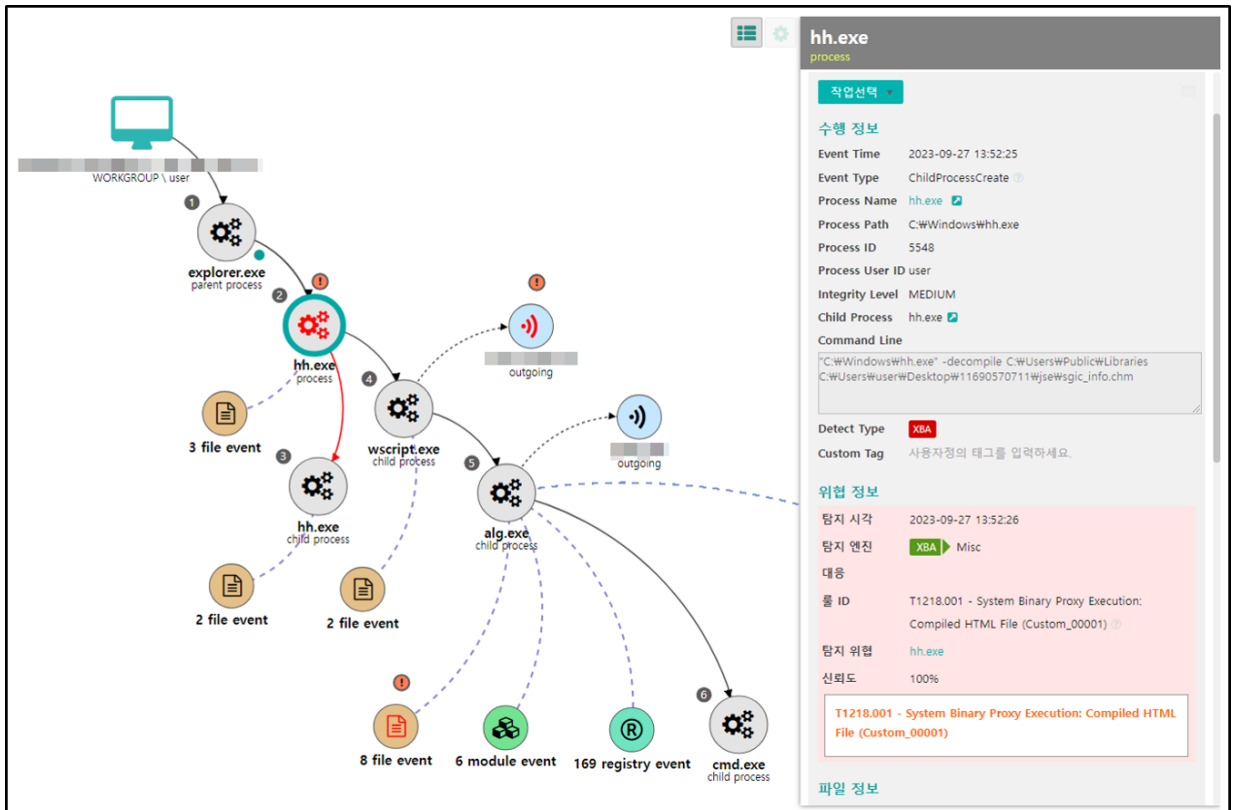 WORKGROUP \ user
1
explorer.exe
parent process
2
hh.exe
process
3 file event
3
hh.exe
child process
2 file event
4
wscript.exe
child process
2 file event
outgoing
5
alg.exe
child process
outgoing
8 file event
6 module event
R
169 registry event
6
cmd.exe
child process
hh.exe
process
작업선택
수행 정보
Event Time 2023-09-27 13:52:25
Event Type ChildProcessCreate
Process Name hh.exe
Process Path C:₩Windows₩hh.exe
Process ID 5548
Process User ID user
Integrity Level MEDIUM
Child Process hh.exe
Command Line
"C:₩Windows₩hh.exe" -decompile C:₩Users₩Public₩Libraries
C:₩Users₩user₩Desktop₩11690570711₩jse₩sgic_info.chm
Detect Type XBA
Custom Tag 사용자정의 태그를 입력하세요.
위협 정보
탐지 시각 2023-09-27 13:52:26
탐지 엔진 XBA Misc
대응
룰 ID T1218.001 - System Binary Proxy Execution:
Compiled HTML File (Custom_00001)
탐지 위협 hh.exe
신뢰도 100%
T1218.001 - System Binary Proxy Execution: Compiled HTML
File (Custom_00001)
파일 정보